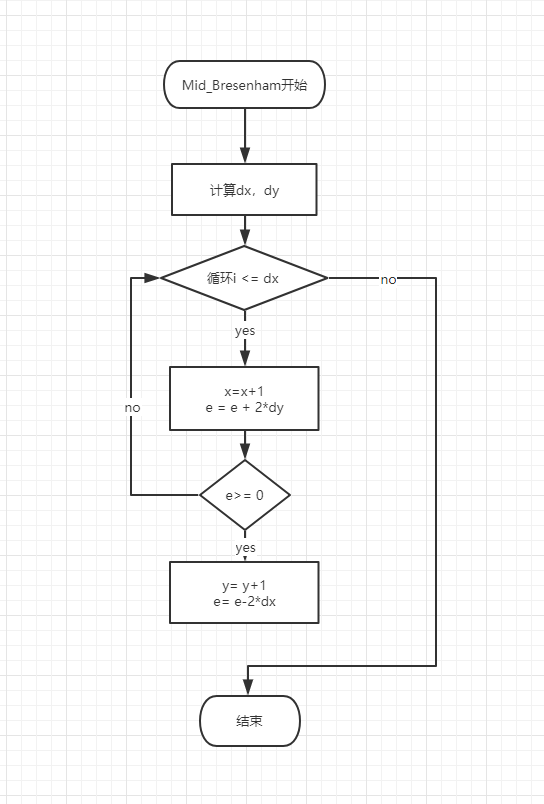 Mid_Bresenham开始
计算dx，dy
循环i <= dx
no
yes
x=x+1
e = e + 2*dy
no
e>= 0
yes
y= y+1
e= e-2*dx
结束